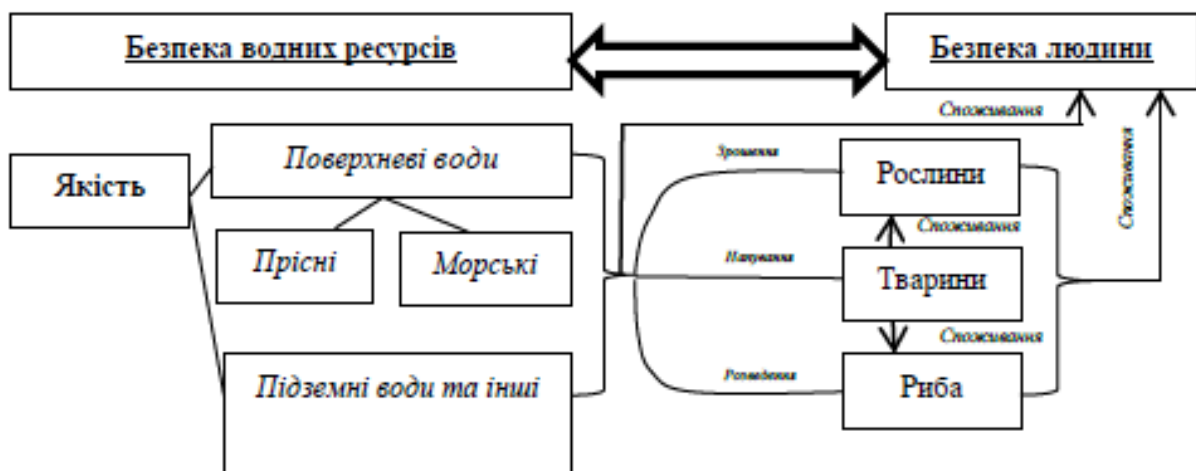 Безпека водних ресурсів
Безпека людини
Споживання
Споживання
Якість
Поверхневі води
Прісні
Морські
Підземні води та інші
Зрошення
Напування
Розведення
Рослини
Споживання
Тварини
Споживання
Риба